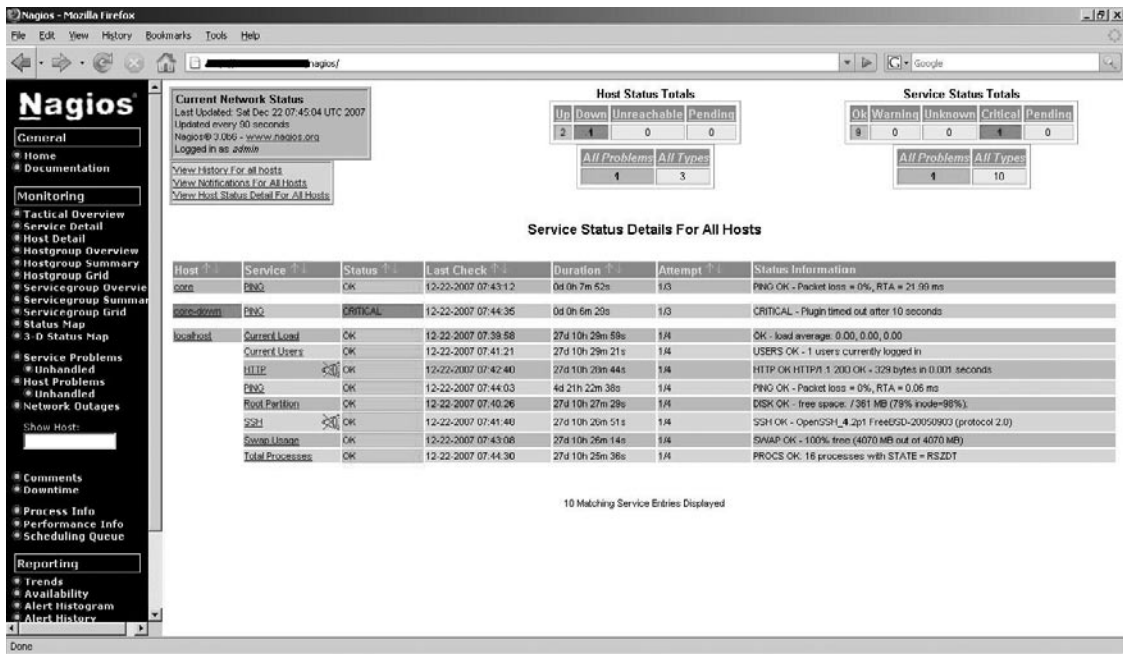 Nagios - Mozilla Firefox
File Edit View History Bookmarks Tools Help
nagios/
Google
Nagios®
General
Home
Documentation
Monitoring
Tactical Overview
Service Detail
Host Detail
Hostgroup Overview
Hostgroup Summary
Hostgroup Grid
Servicegroup Overvie
Servicegroup Summar
Servicegroup Grid
Status Map
3-D Status Map
Service Problems
Unhandled
Host Problems
Unhandled
Network Outages
Show Host:
Comments
Downtime
Process Info
Performance Info
Scheduling Queue
Reporting
Trends
Availability
Alert Histogram
Alert History
Current Network Status
Last Updated: Sat Dec 22 07:45:04 UTC 2007
Updated every 90 seconds
Nagios® 3.0b6 - www.nagios.org
Logged in as admin
View History For all hosts
View Notifications For All Hosts
View Host Status Detail For All Hosts
Host Status Totals
Up Down Unreachable Pending
2 1 0 0
All Problems All Types
1 3
Service Status Totals
Ok Warning Unknown Critical Pending
9 0 0 1 0
All Problems All Types
1 10
Service Status Details For All Hosts
Host Service Status Last Check Duration Attempt Status Information
core PING OK 12-22-2007 07:43:12 0d 0h 7m 52s 1/3 PING OK - Packet loss = 0%, RTA = 21.99 ms
core-down PING CRITICAL 12-22-2007 07:44:35 0d 0h 6m 29s 1/3 CRITICAL - Plugin timed out after 10 seconds
localhost Current Load OK 12-22-2007 07:39:58 27d 10h 29m 59s 1/4 OK - load average: 0.00, 0.00, 0.00
Current Users OK 12-22-2007 07:41:21 27d 10h 29m 21s 1/4 USERS OK - 1 users currently logged in
HTTP OK 12-22-2007 07:42:40 27d 10h 28m 44s 1/4 HTTP OK HTTP/1.1 200 OK - 329 bytes in 0.001 seconds
PING OK 12-22-2007 07:44:03 4d 21h 22m 38s 1/4 PING OK - Packet loss = 0%, RTA = 0.06 ms
Root Partition OK 12-22-2007 07:40:26 27d 10h 27m 29s 1/4 DISK OK - free space: / 361 MB (79% inode=98%);
SSH OK 12-22-2007 07:41:48 27d 10h 26m 51s 1/4 SSH OK - OpenSSH_4.2p1 FreeBSD-20050903 (protocol 2.0)
Swap Usage OK 12-22-2007 07:43:08 27d 10h 26m 14s 1/4 SWAP OK - 100% free (4070 MB out of 4070 MB)
Total Processes OK 12-22-2007 07:44:30 27d 10h 25m 36s 1/4 PROCS OK: 16 processes with STATE = RSZDT
10 Matching Service Entries Displayed
Done